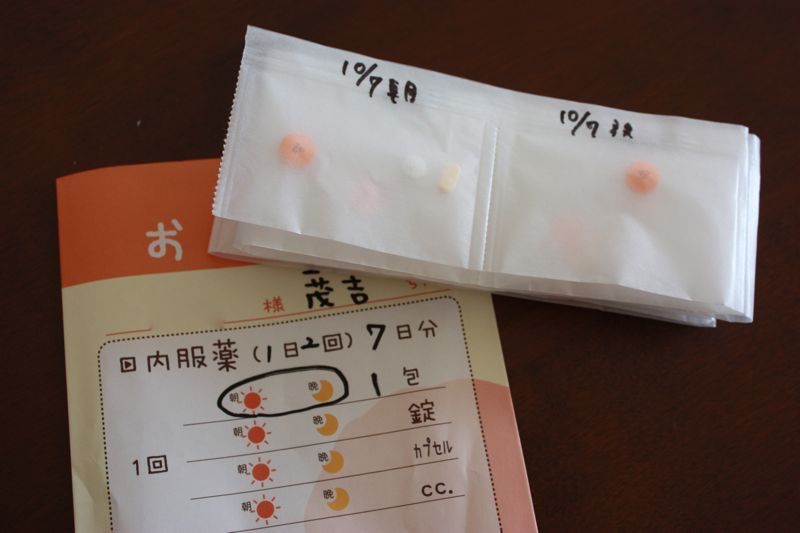 10/7 朝
10/7 夜
お
様 茂吉
内服薬 (1日2回) 7日分
朝 晩 1 包
朝 晩 錠
1回
朝 晩 カプセル
朝 晩 cc.